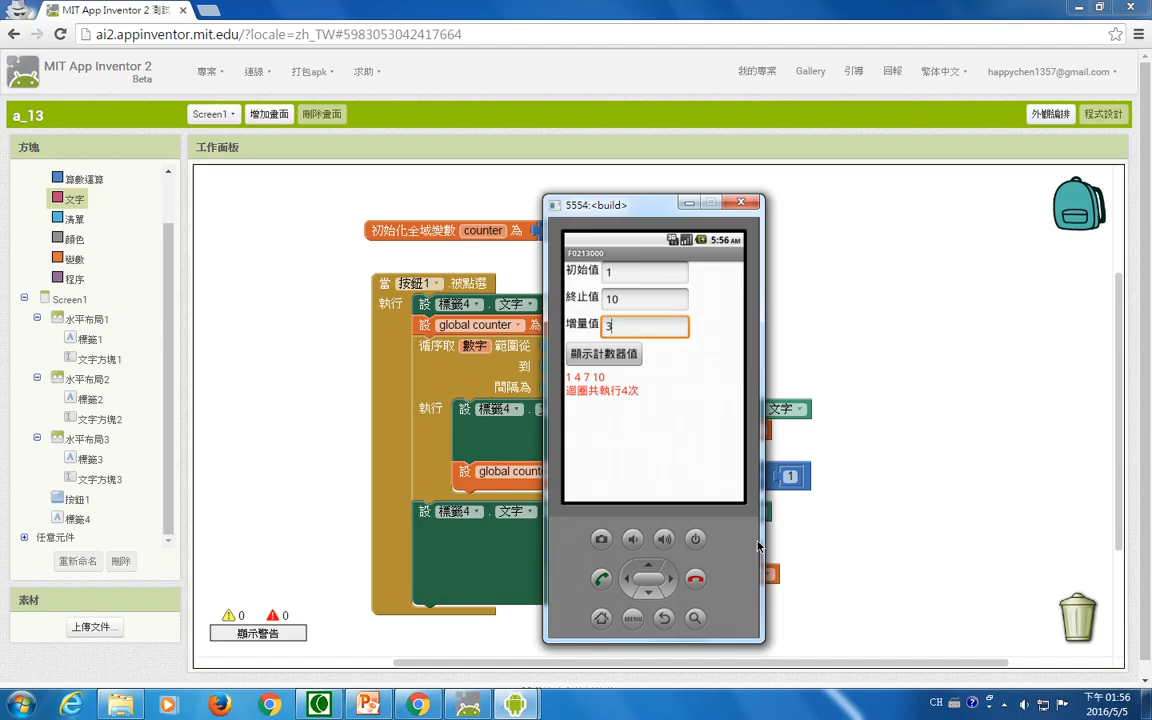 MIT App Inventor 2 測試
ai2.appinventor.mit.edu/?locale=zh_TW#5983053042417664
MIT App Inventor 2
Beta
專案
連線
打包apk
求助
我的專案
Gallery
引導
回報
繁体中文
happychen1357@gmail.com
a_13
Screen1
增加畫面
刪除畫面
外觀編排
程式設計
方塊
工作面板
算數運算
文字
清單
顏色
變數
程序
Screen1
水平布局1
標籤1
文字方塊1
水平布局2
標籤2
文字方塊2
水平布局3
標籤3
文字方塊3
按鈕1
標籤4
任意元件
重新命名
刪除
素材
上傳文件...
初始化全域變數 counter 為
當 按鈕1 .被點選
執行 設 標籤4 . 文字
設 global counter 為
循序取 數字 範圍從
到
間隔為
執行 設 標籤4
文字
設 global count
1
設 標籤4 . 文字
0 0
顯示警告
5554:<build>
5:56 AM
F0213000
初始值 1
終止值 10
增量值 3
顯示計數器值
1 4 7 10
迴圈共執行4次
MENU
CH
下午 01:56
2016/5/5